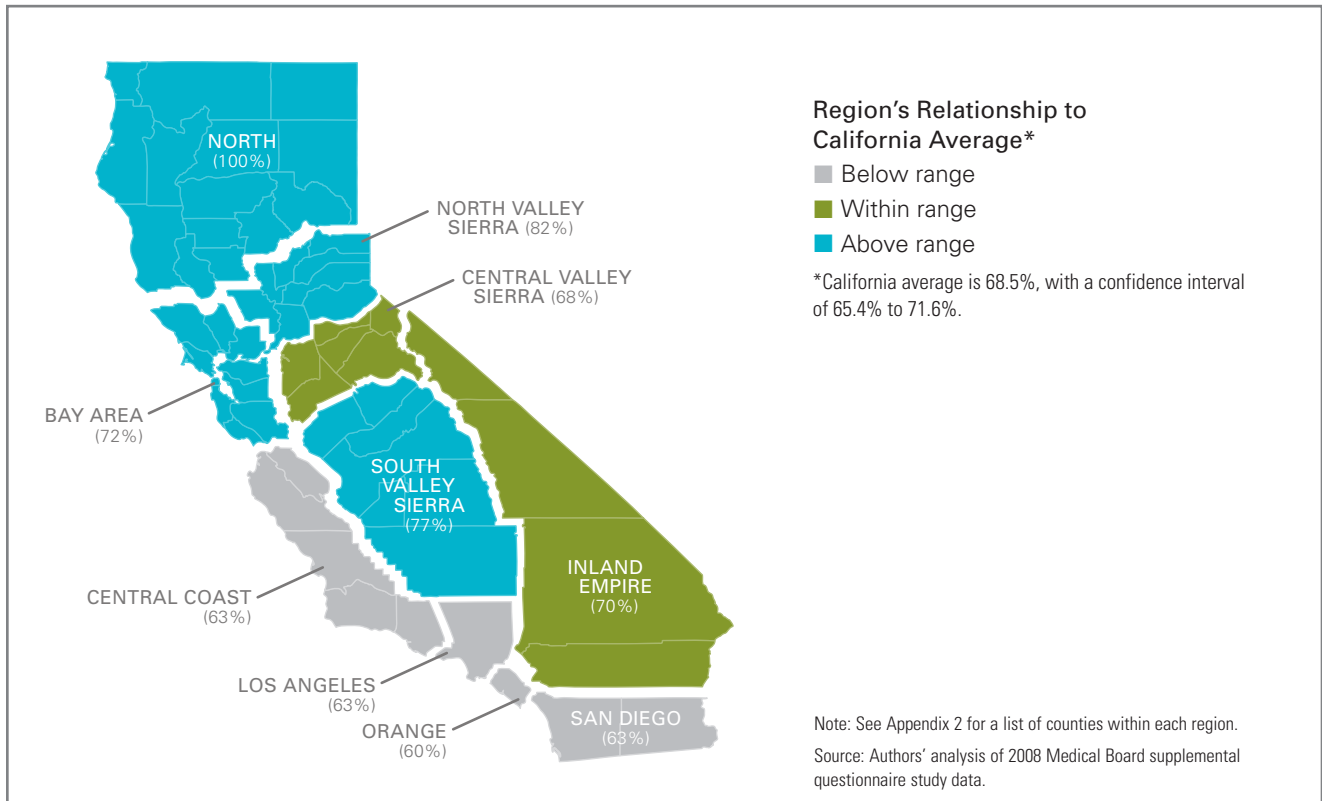 NORTH
(100%)
NORTH VALLEY
SIERRA (82%)
CENTRAL VALLEY
SIERRA (68%)
BAY AREA
(72%)
SOUTH
VALLEY
SIERRA
(77%)
CENTRAL COAST
(63%)
INLAND
EMPIRE
(70%)
LOS ANGELES
(63%)
ORANGE
(60%)
SAN DIEGO
(63%)
Region's Relationship to
California Average*
Below range
Within range
Above range
*California average is 68.5%, with a confidence interval
of 65.4% to 71.6%.
Note: See Appendix 2 for a list of counties within each region.
Source: Authors' analysis of 2008 Medical Board supplemental
questionnaire study data.